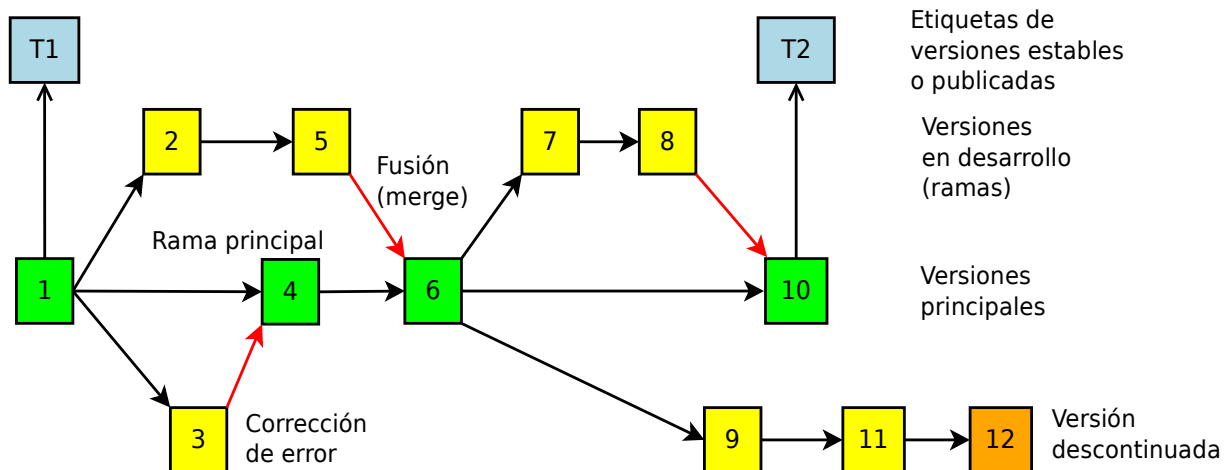 T1
T2
Etiquetas de
versiones estables
o publicadas
2
5
7
8
Versiones
en desarrollo
(ramas)
Fusión
(merge)
Rama principal
1
4
6
10
Versiones
principales
3
Corrección
de error
9
11
12
Versión
descontinuada